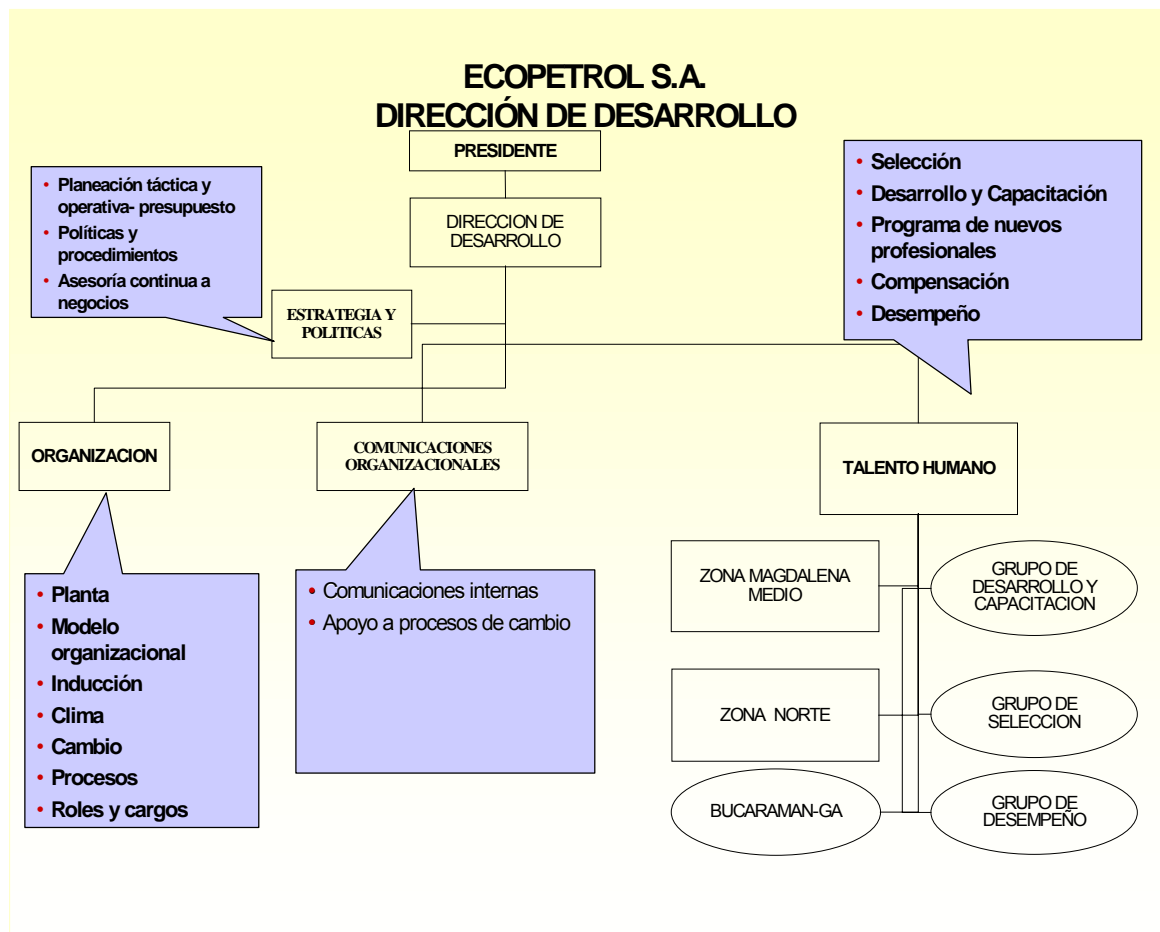 ECOPETROL S.A.
DIRECCIÓN DE DESARROLLO
PRESIDENTE
• Planeación táctica y
operativa- presupuesto
• Políticas y
procedimientos
• Asesoría continua a
negocios
DIRECCION DE
DESARROLLO
• Selección
• Desarrollo y Capacitación
• Programa de nuevos
profesionales
• Compensación
• Desempeño
ESTRATEGIA Y
POLITICAS
ORGANIZACION
COMUNICACIONES
ORGANIZACIONALES
TALENTO HUMANO
• Planta
• Modelo
organizacional
• Inducción
• Clima
• Cambio
• Procesos
• Roles y cargos
• Comunicaciones internas
• Apoyo a procesos de cambio
ZONA MAGDALENA
MEDIO
GRUPO DE
DESARROLLO Y
CAPACITACION
ZONA NORTE
GRUPO DE
SELECCION
BUCARAMAN-GA
GRUPO DE
DESEMPEÑO